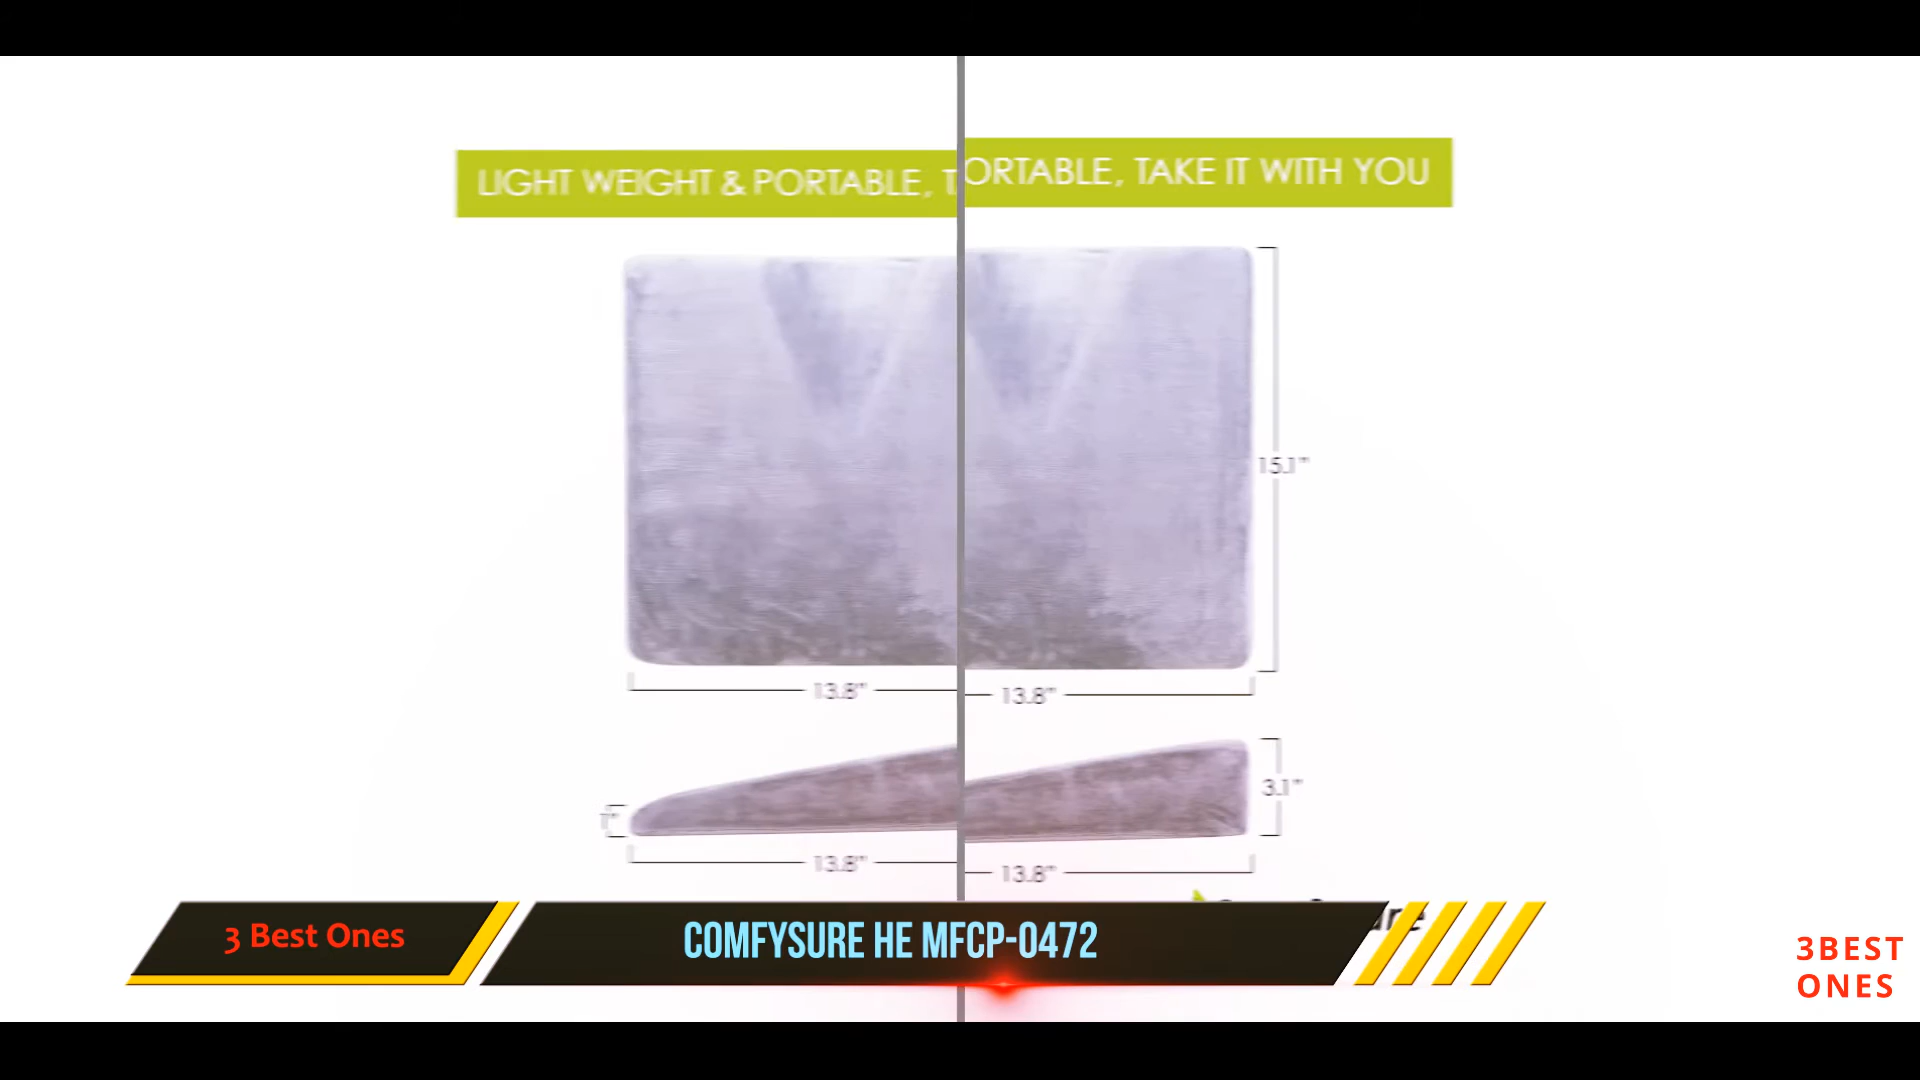 LIGHT WEIGHT & PORTABLE, T
ORTABLE, TAKE IT WITH YOU
15.1"
13.8"
13.8"
3.1"
1"
13.8"
13.8"
3 Best Ones
COMFYSURE HE MFCP-0472
3BEST
ONES